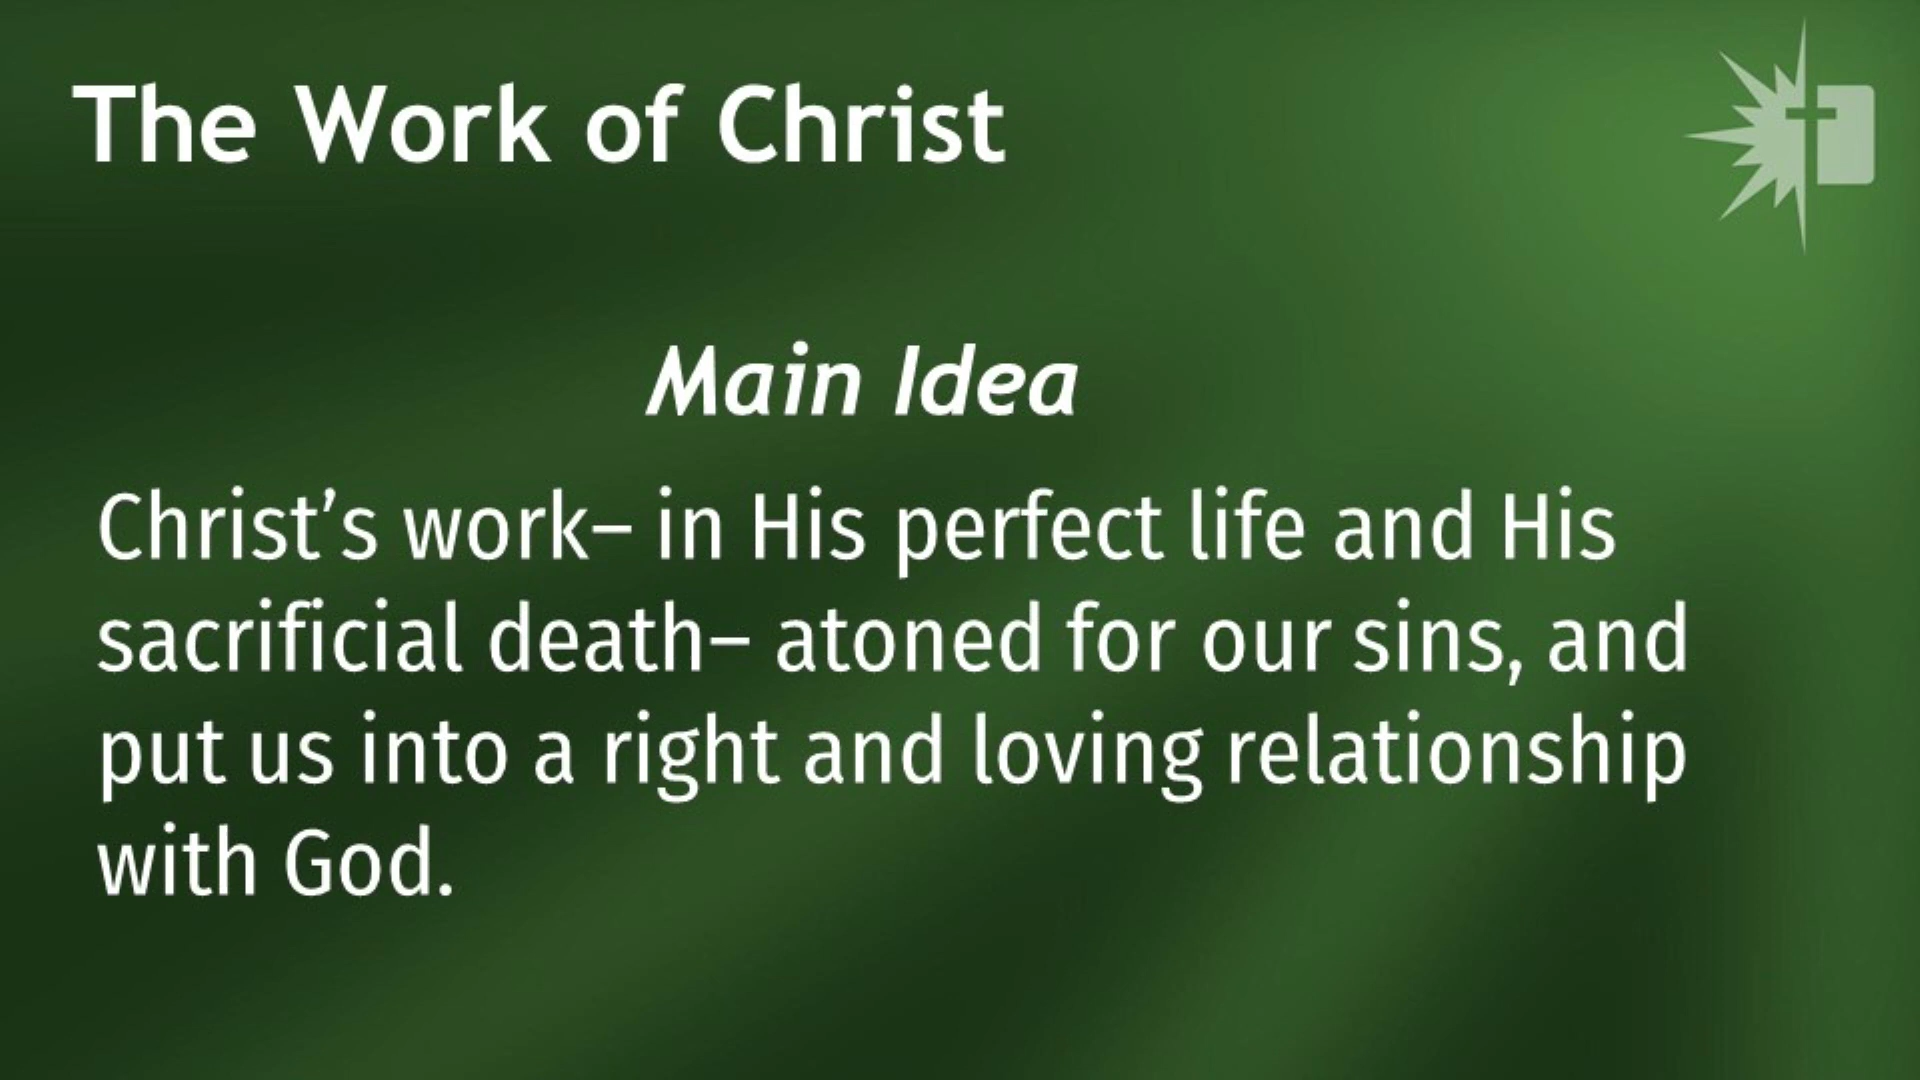 The Work of Christ
Main Idea
Christ’s work– in His perfect life and His
sacrificial death– atoned for our sins, and
put us into a right and loving relationship
with God.